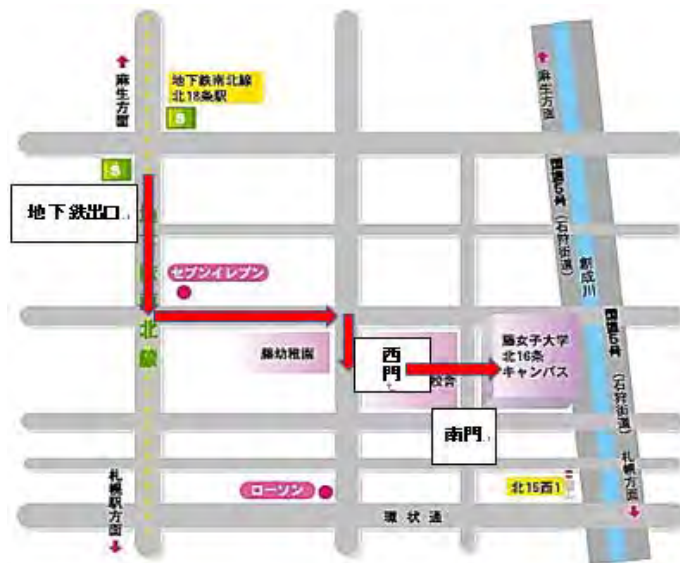 麻生方面
地下鉄南北線
北18条駅
S
S
地下鉄出口
麻生方面
国道5号(石狩街道)
創成川
国道5号(石狩街道)
セブンイレブン
北線
藤幼稚園
西門
校舎
藤女子大学
北16条
キャンパス
南門
ローソン
北15西1
札幌駅方面
環状通
札幌方面